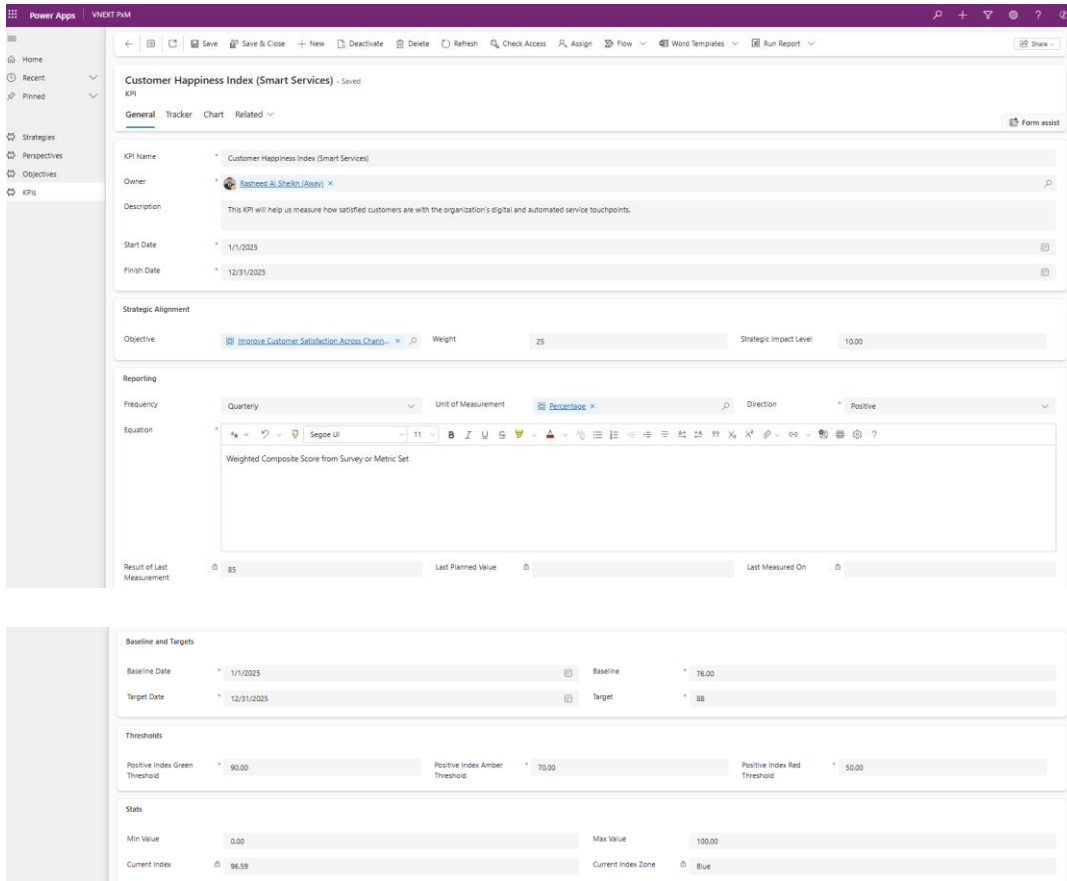 Power Apps VNEXT PxM
Save Save & Close New Deactivate Delete Refresh Check Access Assign Flow Word Templates Run Report Share
Home
Recent
Pinned
Strategies
Perspectives
Objectives
KPIs
Customer Happiness Index (Smart Services) - Saved
KPI
General Tracker Chart Related
Form assist
KPI Name * Customer Happiness Index (Smart Services)
Owner * Rasheed Al Sheikh (Away) ×
Description This KPI will help us measure how satisfied customers are with the organization's digital and automated service touchpoints.
Start Date * 1/1/2025
Finish Date * 12/31/2025
Strategic Alignment
Objective Improve Customer Satisfaction Across Chann... × Weight 25 Strategic Impact Level 10.00
Reporting
Frequency Quarterly Unit of Measurement Percentage × Direction * Positive
Equation * Segoe UI 11 B I U S
Weighted Composite Score from Survey or Metric Set
Result of Last Measurement 85 Last Planned Value Last Measured On
Baseline and Targets
Baseline Date * 1/1/2025 Baseline * 76.00
Target Date * 12/31/2025 Target * 88
Thresholds
Positive Index Green Threshold * 90.00 Positive Index Amber Threshold * 70.00 Positive Index Red Threshold * 50.00
Stats
Min Value 0.00 Max Value 100.00
Current Index 96.59 Current Index Zone Blue